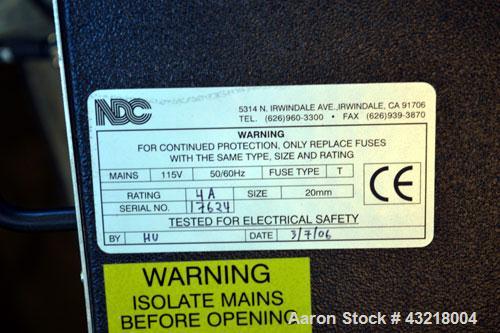 NDC
5314 N. IRWINDALE AVE.,IRWINDALE, CA 91706
TEL. (626)960-3300 • FAX (626)939-3870
WARNING
FOR CONTINUED PROTECTION, ONLY REPLACE FUSES
WITH THE SAME TYPE, SIZE AND RATING
MAINS 115V 50/60Hz FUSE TYPE T
RATING 4A SIZE 20mm
SERIAL NO. 17624
CE
TESTED FOR ELECTRICAL SAFETY
BY HU DATE 3/7/06
WARNING
ISOLATE MAINS
BEFORE OPENING
Aaron Stock # 43218004